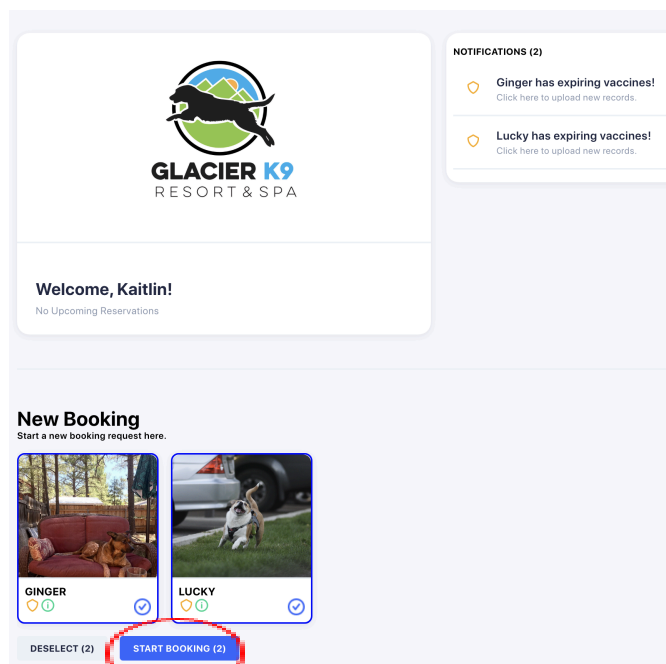 GLACIER K9
RESORT & SPA
Welcome, Kaitlin!
No Upcoming Reservations
NOTIFICATIONS (2)
Ginger has expiring vaccines!
Click here to upload new records.
Lucky has expiring vaccines!
Click here to upload new records.
New Booking
Start a new booking request here.
GINGER
LUCKY
DESELECT (2)
START BOOKING (2)